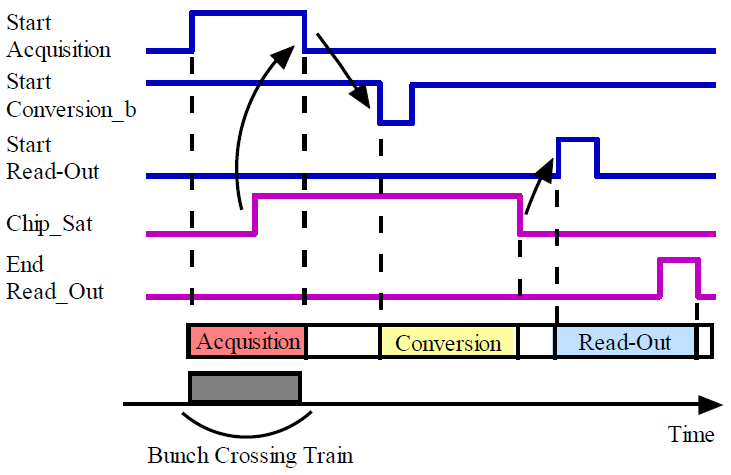 Start
Acquisition
Start
Conversion_b
Start
Read-Out
Chip_Sat
End
Read_Out
Acquisition
Conversion
Read-Out
Time
Bunch Crossing Train